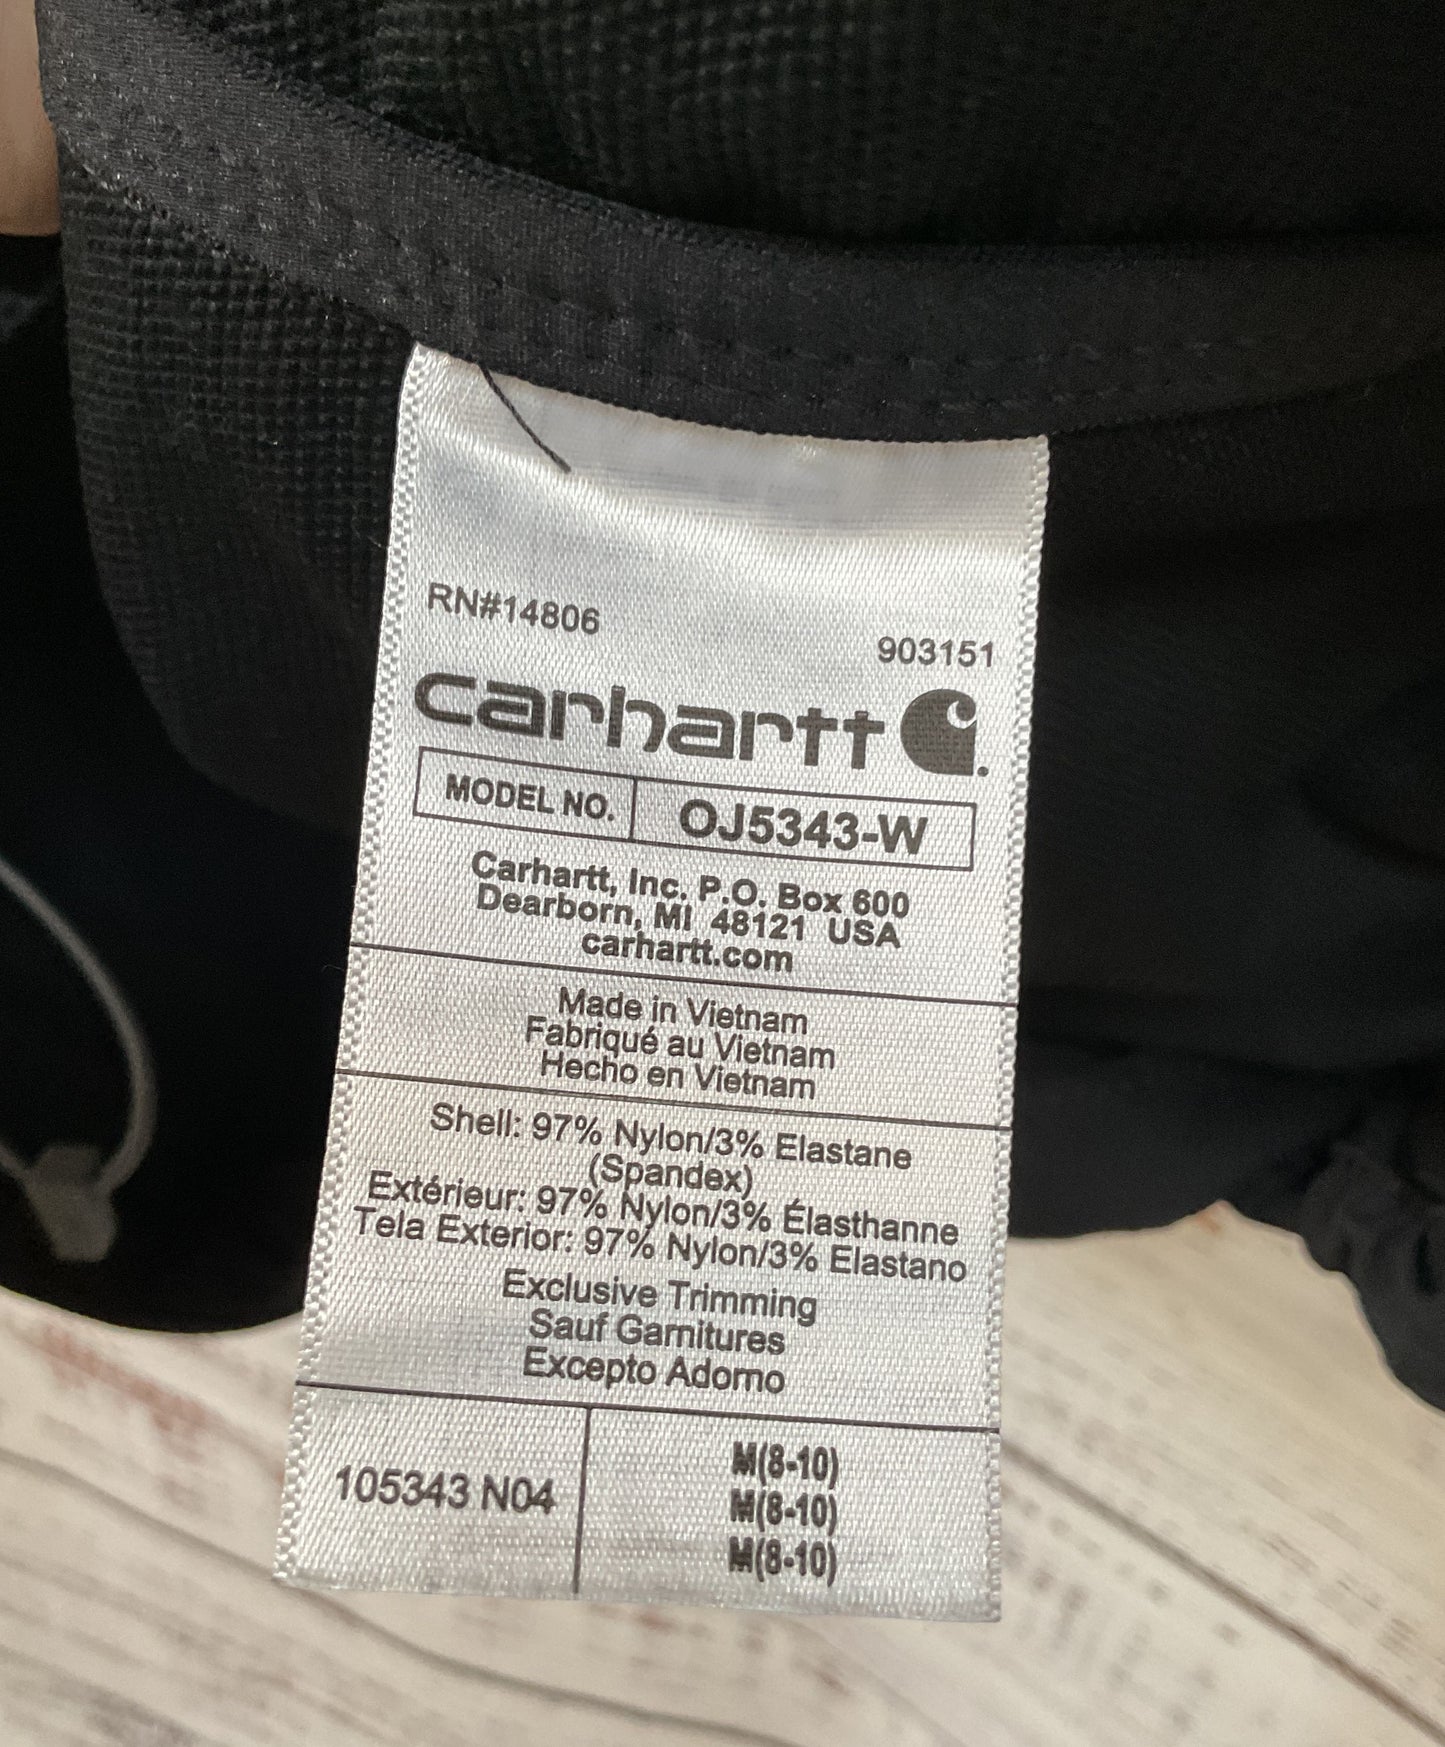 RN#14806
903151
carhartt
MODEL NO. OJ5343-W
Carhartt, Inc. P.O. Box 600
Dearborn, MI 48121 USA
carhartt.com
Made in Vietnam
Fabriqué au Vietnam
Hecho en Vietnam
Shell: 97% Nylon/3% Elastane
(Spandex)
Extérieur: 97% Nylon/3% Élasthanne
Tela Exterior: 97% Nylon/3% Elastano
Exclusive Trimming
Sauf Garnitures
Excepto Adorno
105343 N04
M(8-10)
M(8-10)
M(8-10)